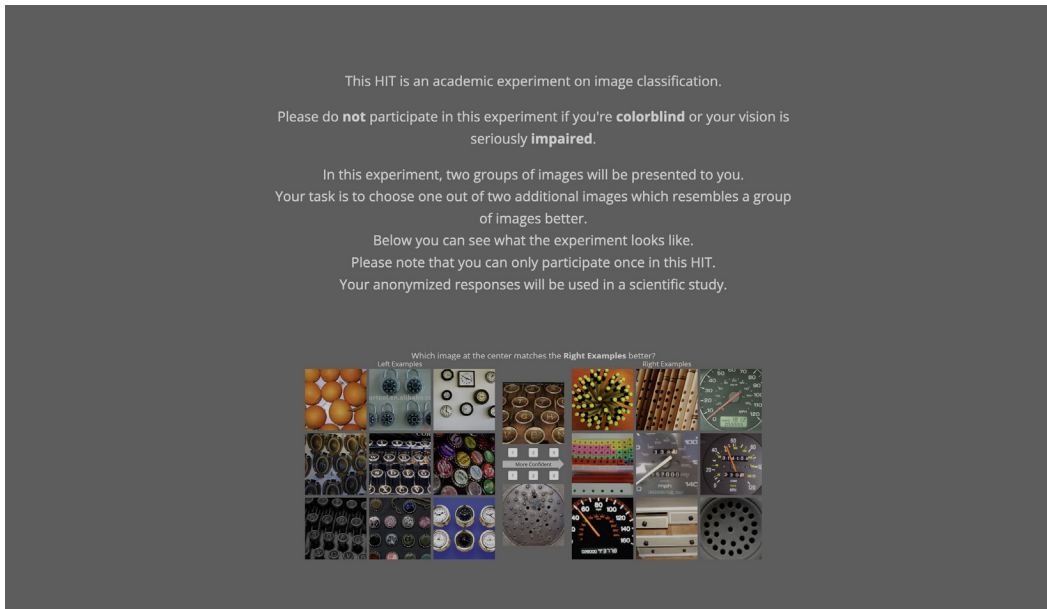 This HIT is an academic experiment on image classification.
Please do not participate in this experiment if you're colorblind or your vision is
seriously impaired.
In this experiment, two groups of images will be presented to you.
Your task is to choose one out of two additional images which resembles a group
of images better.
Below you can see what the experiment looks like.
Please note that you can only participate once in this HIT.
Your anonymized responses will be used in a scientific study.
Which image at the center matches the Right Examples better?
Left Examples
Right Examples
More Confident